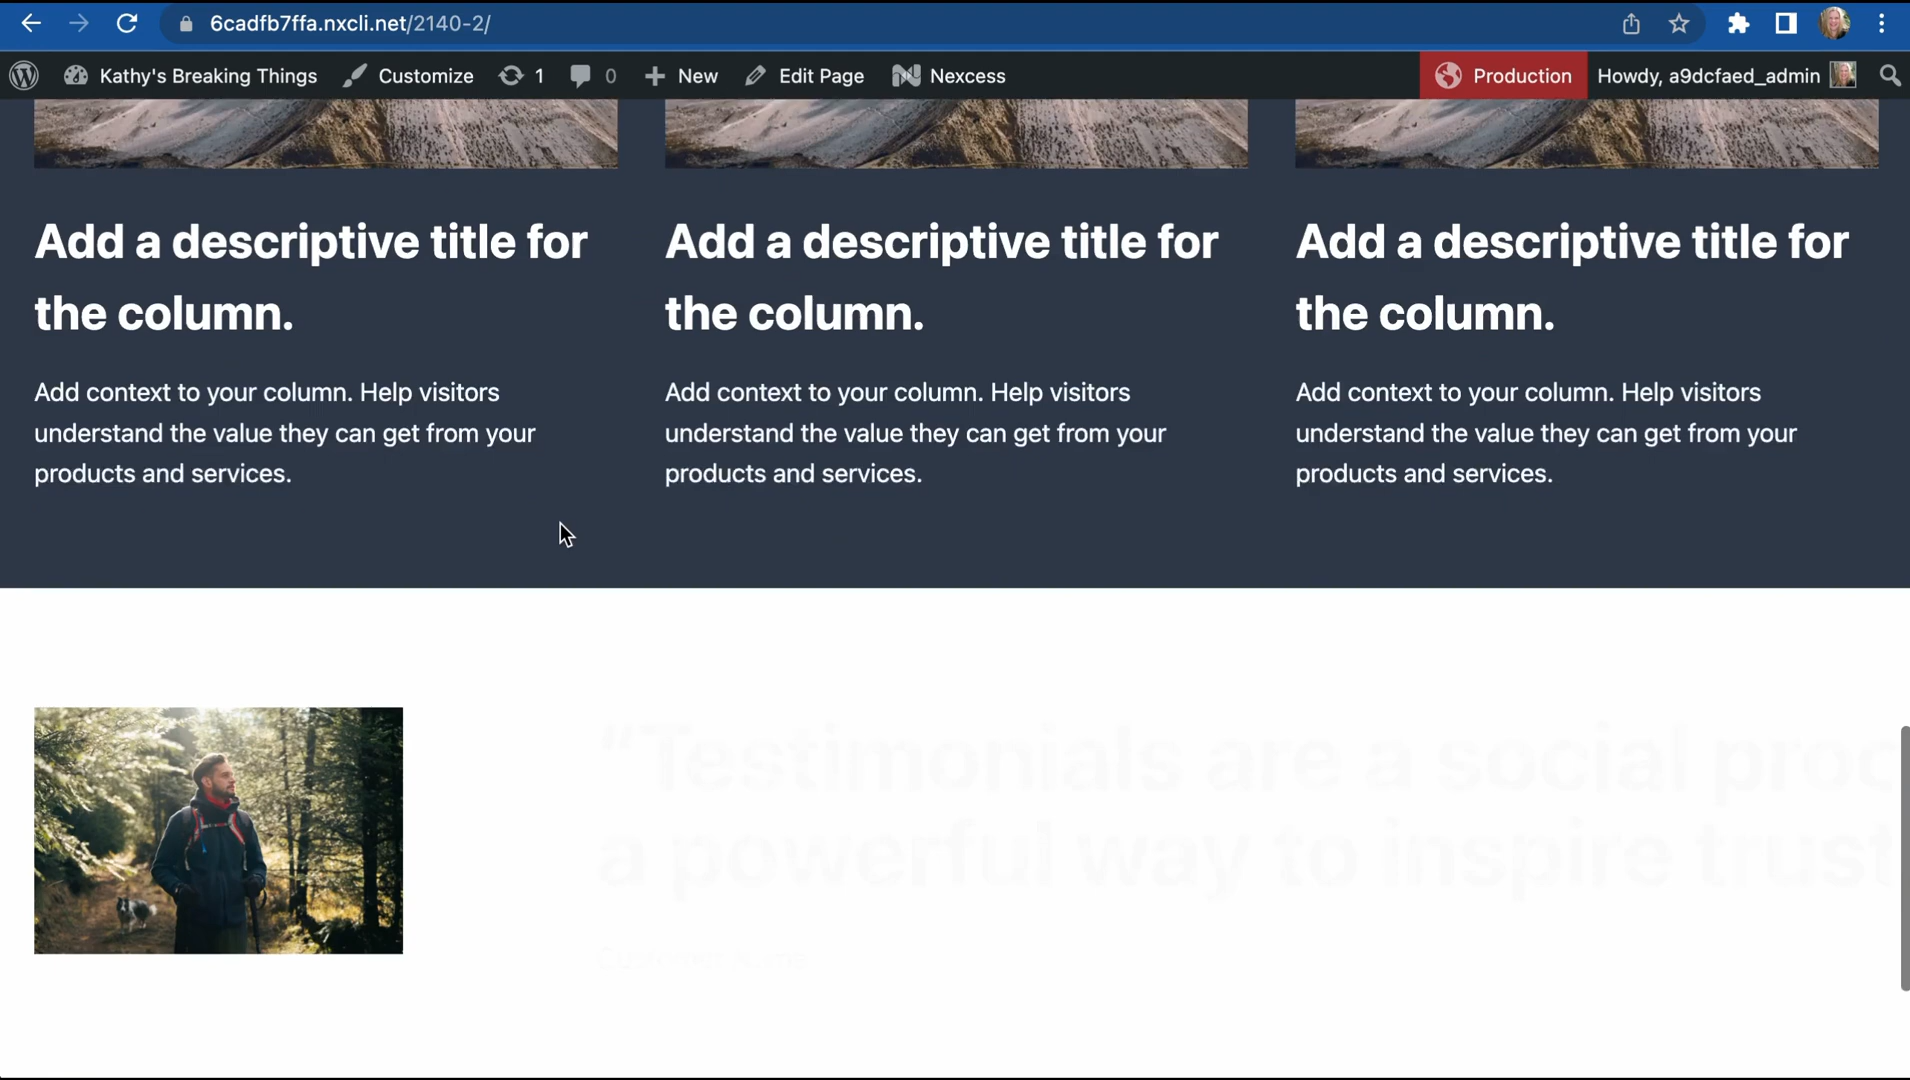 6cadfb7ffa.nxcli.net/2140-2/
Kathy's Breaking Things Customize 1 0 New Edit Page Nexcess Production Howdy, a9dcfaed_admin
Add a descriptive title for
the column.
Add context to your column. Help visitors
understand the value they can get from your
products and services.
Add a descriptive title for
the column.
Add context to your column. Help visitors
understand the value they can get from your
products and services.
Add a descriptive title for
the column.
Add context to your column. Help visitors
understand the value they can get from your
products and services.
“Testimonials are a social
a powerful way to inspire trust